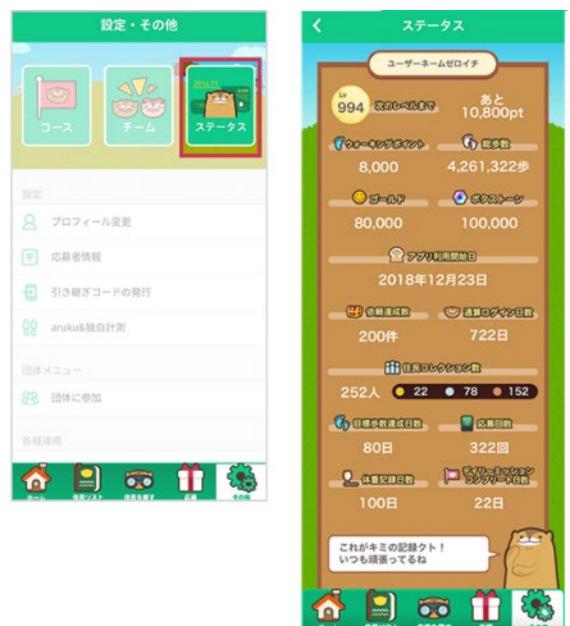 設定・その他
コース
チーム
2016.11.
ステータス
設定
プロフィール変更
応募者情報
引き継ぎコードの発行
aruku&独自計測
団体メニュー
団体に参加
各種連携
ホーム
住民リスト
住民を探す
応募
その他
ステータス
ユーザーネームゼロイチ
Lv
994
次のレベルまで
あと
10,800pt
ウォーキングポイント
総歩数
8,000
4,261,322歩
ゴールド
ポクストーン
80,000
100,000
アプリ利用開始日
2018年12月23日
依頼達成数
通算ログイン日数
200件
722日
住民コレクション数
252人
22
78
152
目標歩数達成日数
応募回数
80日
322回
体重記録日数
デイリーミッション
コンプリート日数
100日
22日
これがキミの記録クト！
いつも頑張ってるね